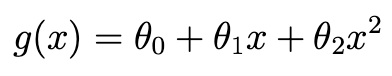 g(x) = θ₀ + θ₁x + θ₂x²